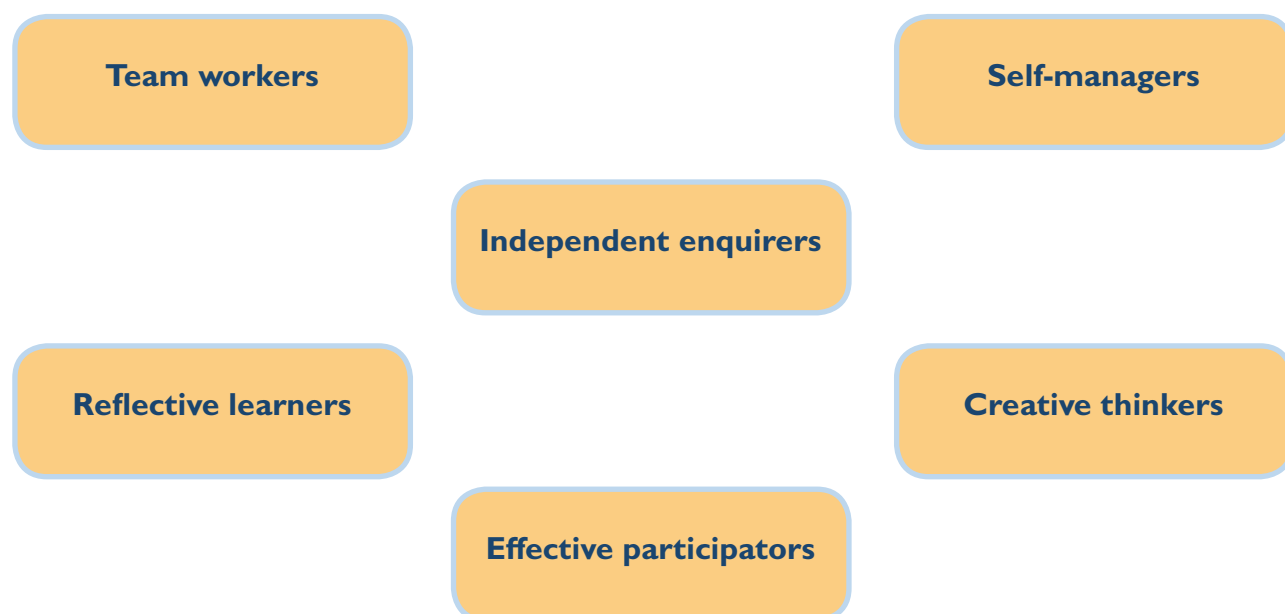 Team workers
Self-managers
Independent enquirers
Reflective learners
Creative thinkers
Effective participators